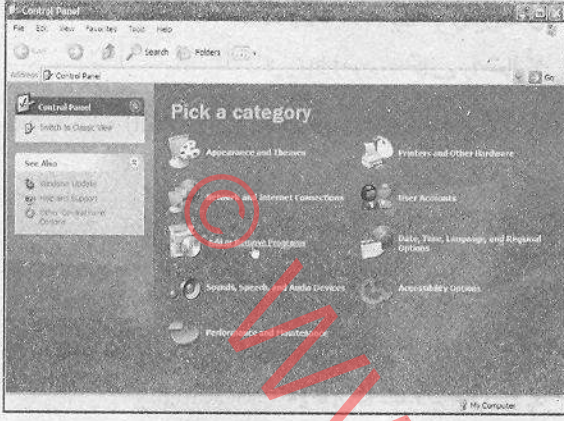 Control Panel
File Edit View Favorites Tools Help
Search Folders
Address Control Panel Go
Control Panel
Switch to Classic View
See Also
Windows Update
Help and Support
Other Control Panel Options
Pick a category
Appearance and Themes
Printers and Other Hardware
Network and Internet Connections
User Accounts
Add or Remove Programs
Date, Time, Language, and Regional Options
Sounds, Speech, and Audio Devices
Accessibility Options
Performance and Maintenance
My Computer
©